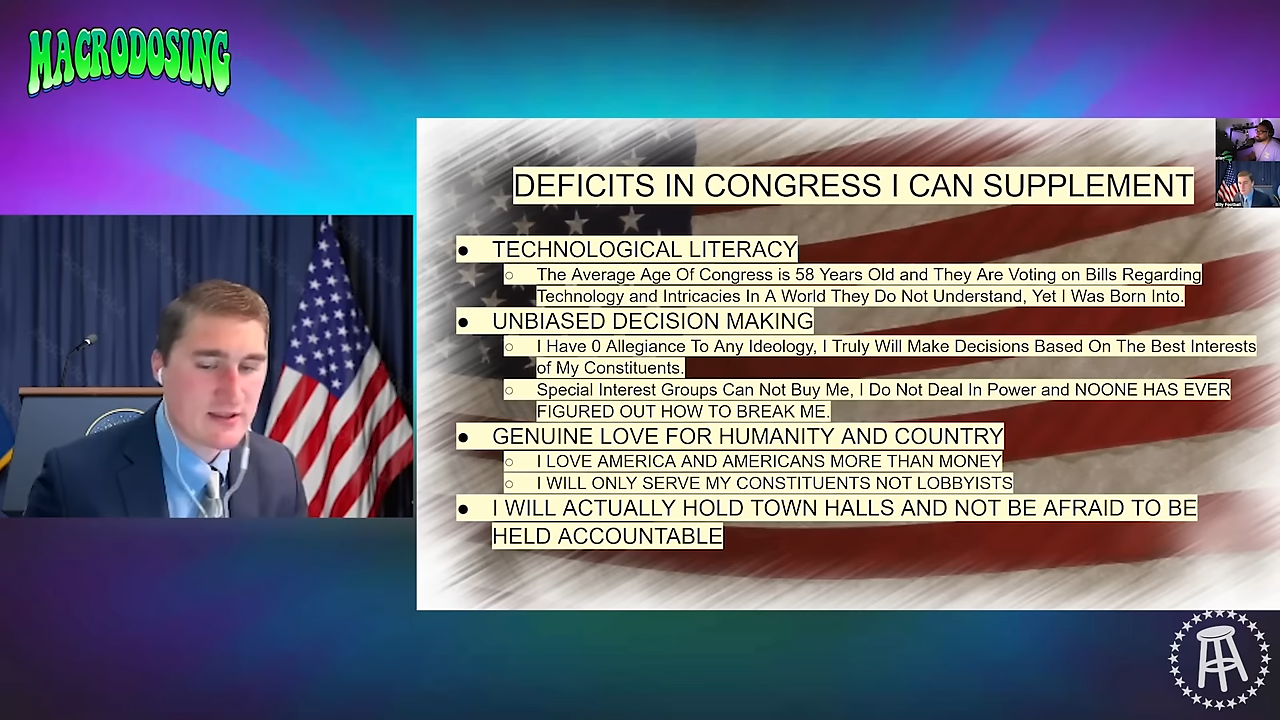 MACRODOSING
DEFICITS IN CONGRESS I CAN SUPPLEMENT
● TECHNOLOGICAL LITERACY
○ The Average Age Of Congress is 58 Years Old and They Are Voting on Bills Regarding
Technology and Intricacies In A World They Do Not Understand, Yet I Was Born Into.
● UNBIASED DECISION MAKING
○ I Have 0 Allegiance To Any Ideology, I Truly Will Make Decisions Based On The Best Interests
of My Constituents.
○ Special Interest Groups Can Not Buy Me, I Do Not Deal In Power and NOONE HAS EVER
FIGURED OUT HOW TO BREAK ME.
● GENUINE LOVE FOR HUMANITY AND COUNTRY
○ I LOVE AMERICA AND AMERICANS MORE THAN MONEY
○ I WILL ONLY SERVE MY CONSTITUENTS NOT LOBBYISTS
● I WILL ACTUALLY HOLD TOWN HALLS AND NOT BE AFRAID TO BE
HELD ACCOUNTABLE
Billy Football